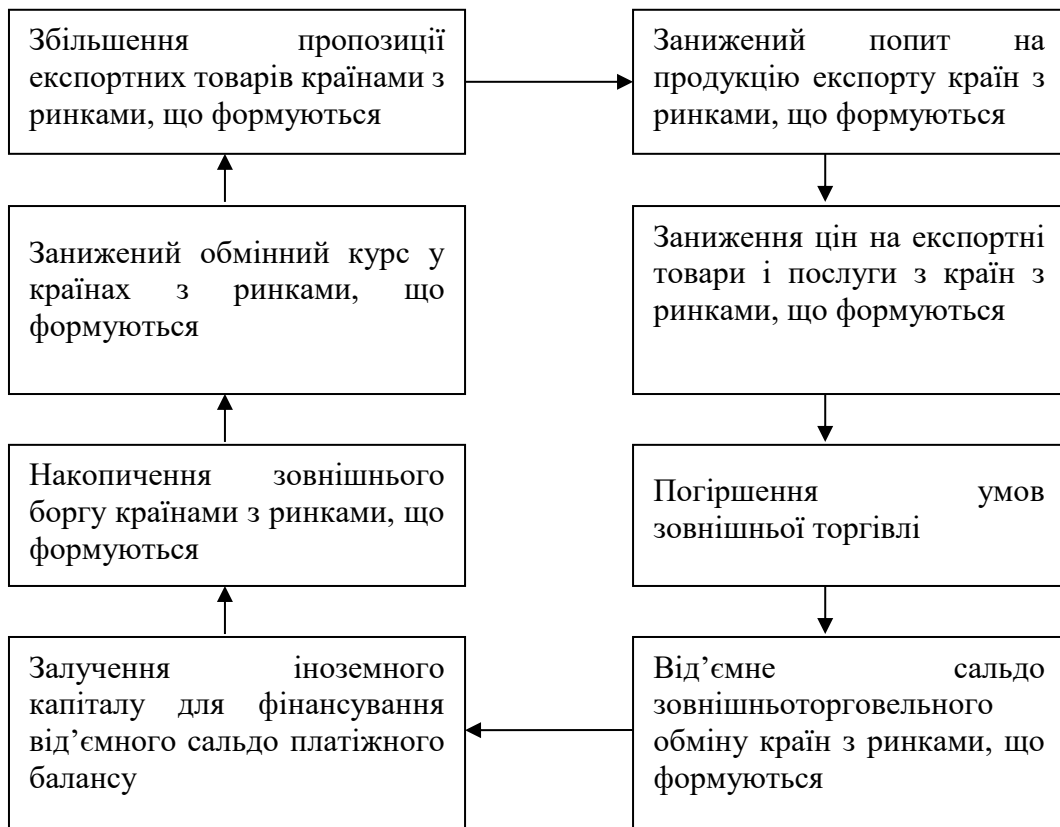 Збільшення пропозиції
експортних товарів країнами з
ринками, що формуються
Занижений попит на
продукцію експорту країн з
ринками, що формуються
Занижений обмінний курс у
країнах з ринками, що
формуються
Заниження цін на експортні
товари і послуги з країн з
ринками, що формуються
Накопичення зовнішнього
боргу країнами з ринками, що
формуються
Погіршення умов
зовнішньої торгівлі
Залучення іноземного
капіталу для фінансування
від’ємного сальдо платіжного
балансу
Від’ємне сальдо
зовнішньоторговельного
обміну країн з ринками, що
формуються